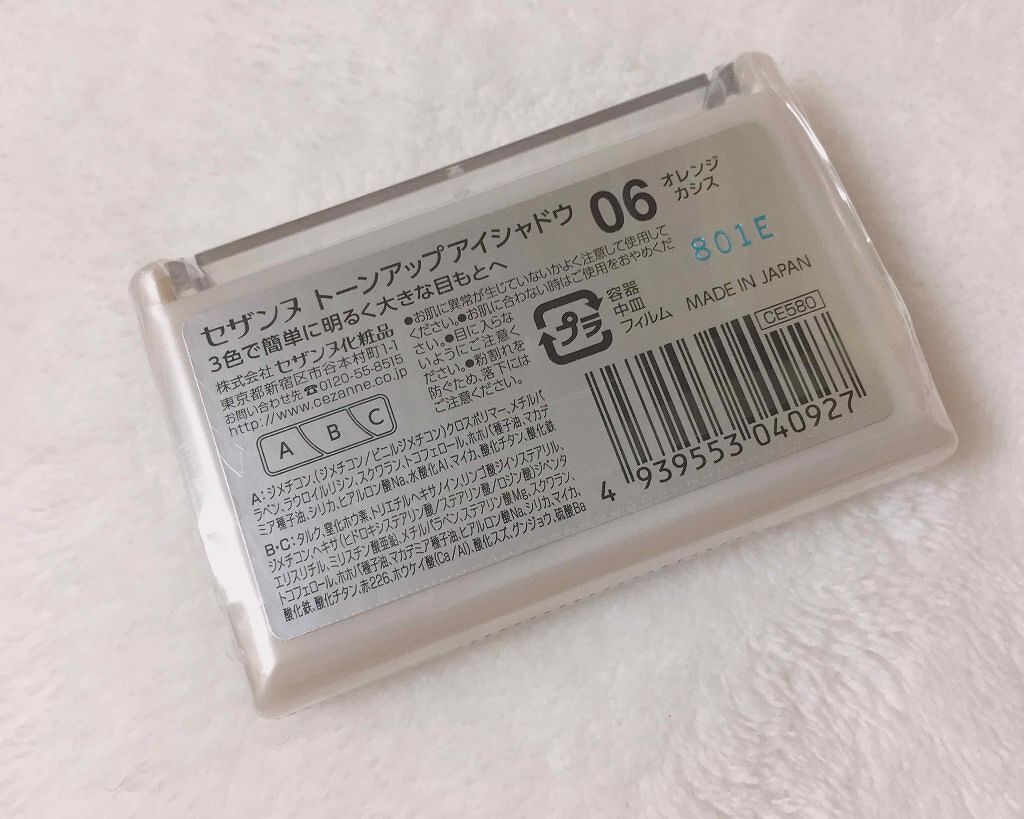 セザンヌ トーンアップアイシャドウ 06 オレンジ
カシス
3色で簡単に明るく大きな目もとへ
株式会社セザンヌ化粧品
東京都新宿区市谷本村町1-1
お問い合わせ先☎0120-55-8515
http://www.cezanne.co.jp
●お肌に異常が生じていないかよく注意して使用して
ください。●お肌に合わない時はご使用をおやめくだ
さい。●目に入らな
いようにご注意く
ださい。●粉割れを
防ぐため、落下には
ご注意ください。
プラ
容器
中皿
フィルム
801E
MADE IN JAPAN
CE580
4 939553 040927
A B C
A:ジメチコン、(ジメチコン/ビニルジメチコン)クロスポリマー、メチルパ
ラベン、ラウロイルリシン、スクワラン、トコフェロール、ホホバ種子油、マカデ
ミア種子油、シリカ、ヒアルロン酸Na、水酸化Al、マイカ、酸化チタン、酸化鉄
B・C:タルク、窒化ホウ素、トリエチルヘキサノイン、リンゴ酸ジイソステアリル、
ジメチコン、ヘキサ(ヒドロキシステアリン酸/ステアリン酸/ロジン酸)ジペンタ
エリスリチル、ミリスチン酸亜鉛、メチルパラベン、ステアリン酸Mg、スクワラン、
トコフェロール、ホホバ種子油、マカデミア種子油、ヒアルロン酸Na、シリカ、マイカ、
酸化鉄、酸化チタン、赤226、ホウケイ酸(Ca/Al)、酸化スズ、グンジョウ、硫酸Ba